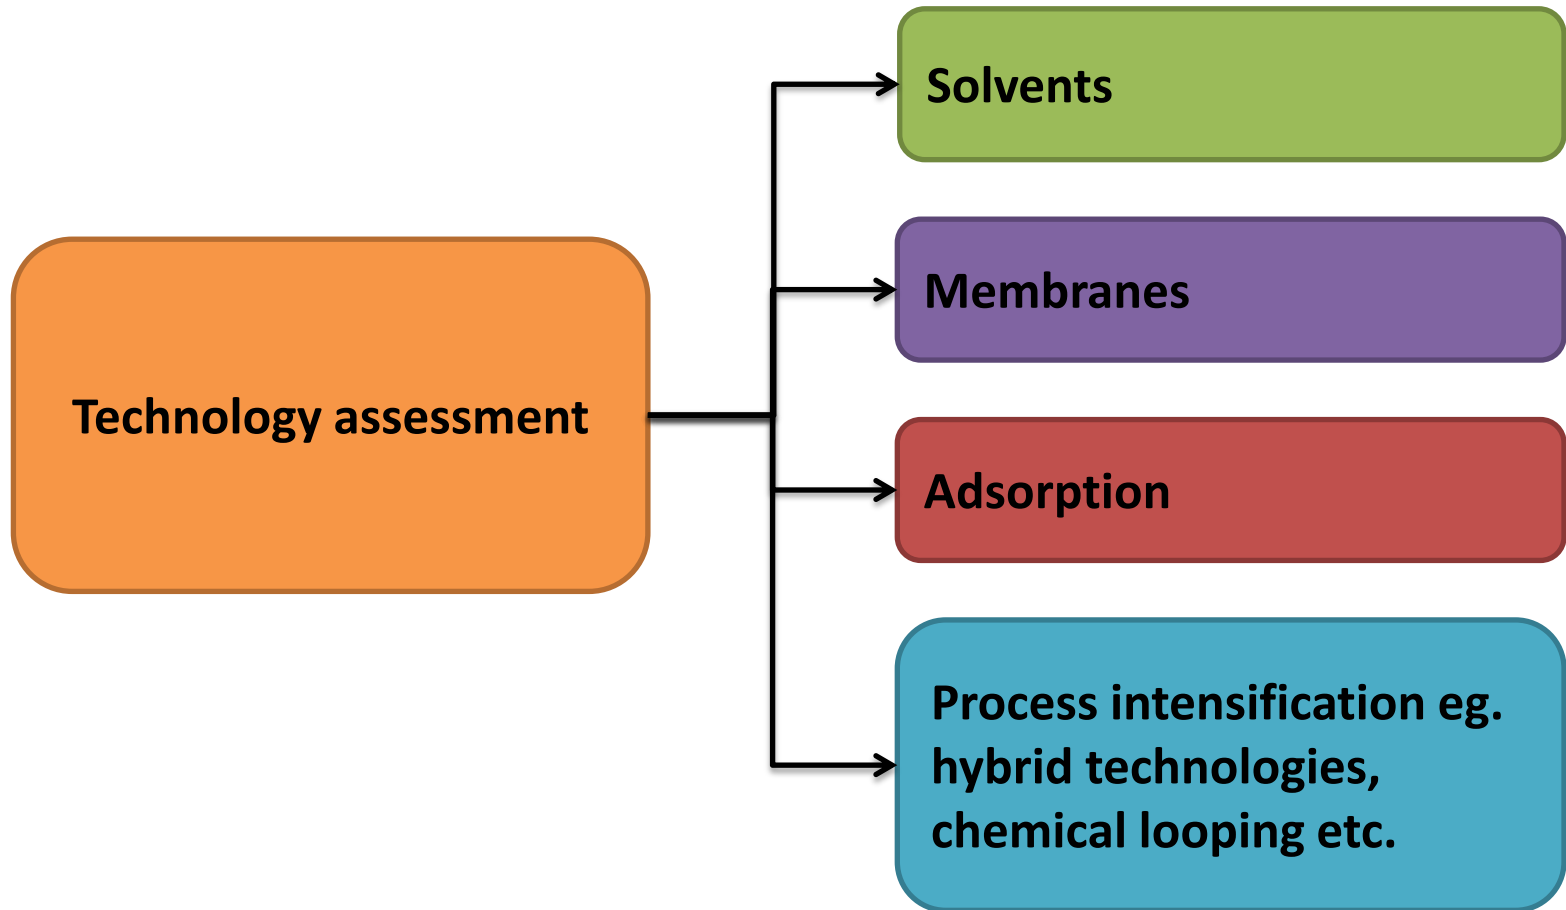 Solvents
Membranes
Technology assessment
Adsorption
Process intensification eg.
hybrid technologies,
chemical looping etc.